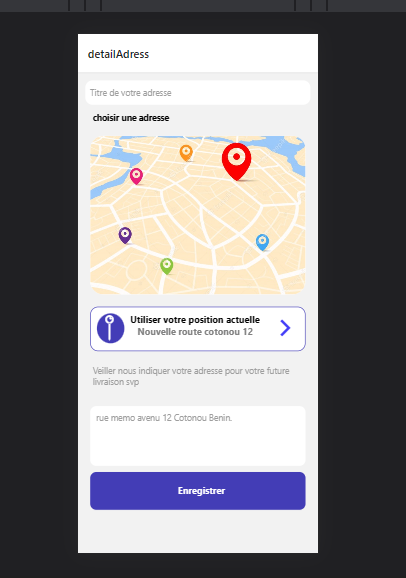 detailAdress
Titre de votre adresse
choisir une adresse
Utiliser votre position actuelle
Nouvelle route cotonou 12
Veiller nous indiquer votre adresse pour votre future
livraison svp
rue memo avenu 12 Cotonou Benin.
Enregistrer